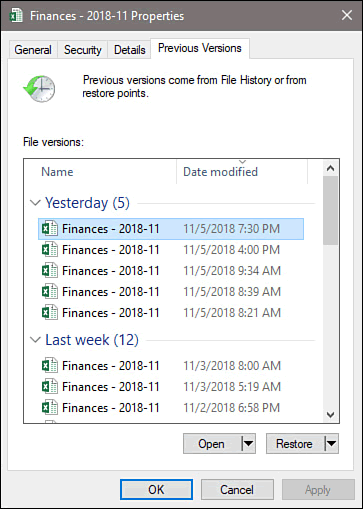 Finances - 2018-11 Properties
General Security Details Previous Versions
Previous versions come from File History or from
restore points.
File versions:
Name Date modified
Yesterday (5)
Finances - 2018-11 11/5/2018 7:30 PM
Finances - 2018-11 11/5/2018 4:00 PM
Finances - 2018-11 11/5/2018 9:34 AM
Finances - 2018-11 11/5/2018 8:39 AM
Finances - 2018-11 11/5/2018 8:21 AM
Last week (12)
Finances - 2018-11 11/3/2018 8:00 AM
Finances - 2018-11 11/3/2018 5:19 AM
Finances - 2018-11 11/2/2018 6:58 PM
Open Restore
OK Cancel Apply